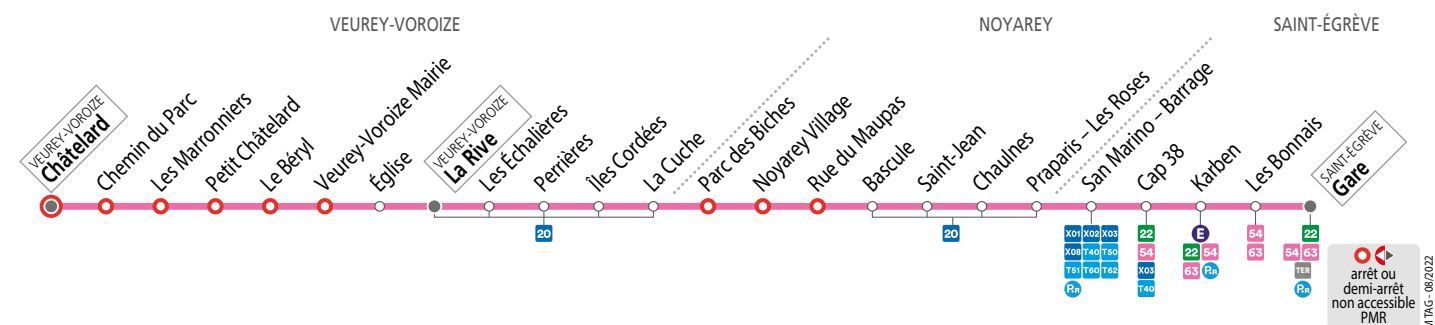 VEUREY-VOROIZE
NOYAREY
SAINT-ÉGRÈVE
VEUREY-VOROIZE
Châtelard
Chemin du Parc
Les Marronniers
Petit Châtelard
Le Béryl
Veurey-Voroize Mairie
Église
VEUREY-VOROIZE
La Rive
Les Échalières
Perrières
Îles Cordées
La Cuche
Parc des Biches
Noyarey Village
Rue du Maupas
Bascule
Saint-Jean
Chaulnes
Praparis – Les Roses
San Marino – Barrage
Cap 38
Karben
Les Bonnais
SAINT-ÉGRÈVE
Gare
20
20
X01 X02 X03
X08 T40 T50
T51 T60 T62
P+R
22
54
X03
T40
E
22 54
63 P+R
54
63
22
54 63
TER
P+R
arrêt ou
demi-arrêt
non accessible
PMR
M TAG - 08/2022